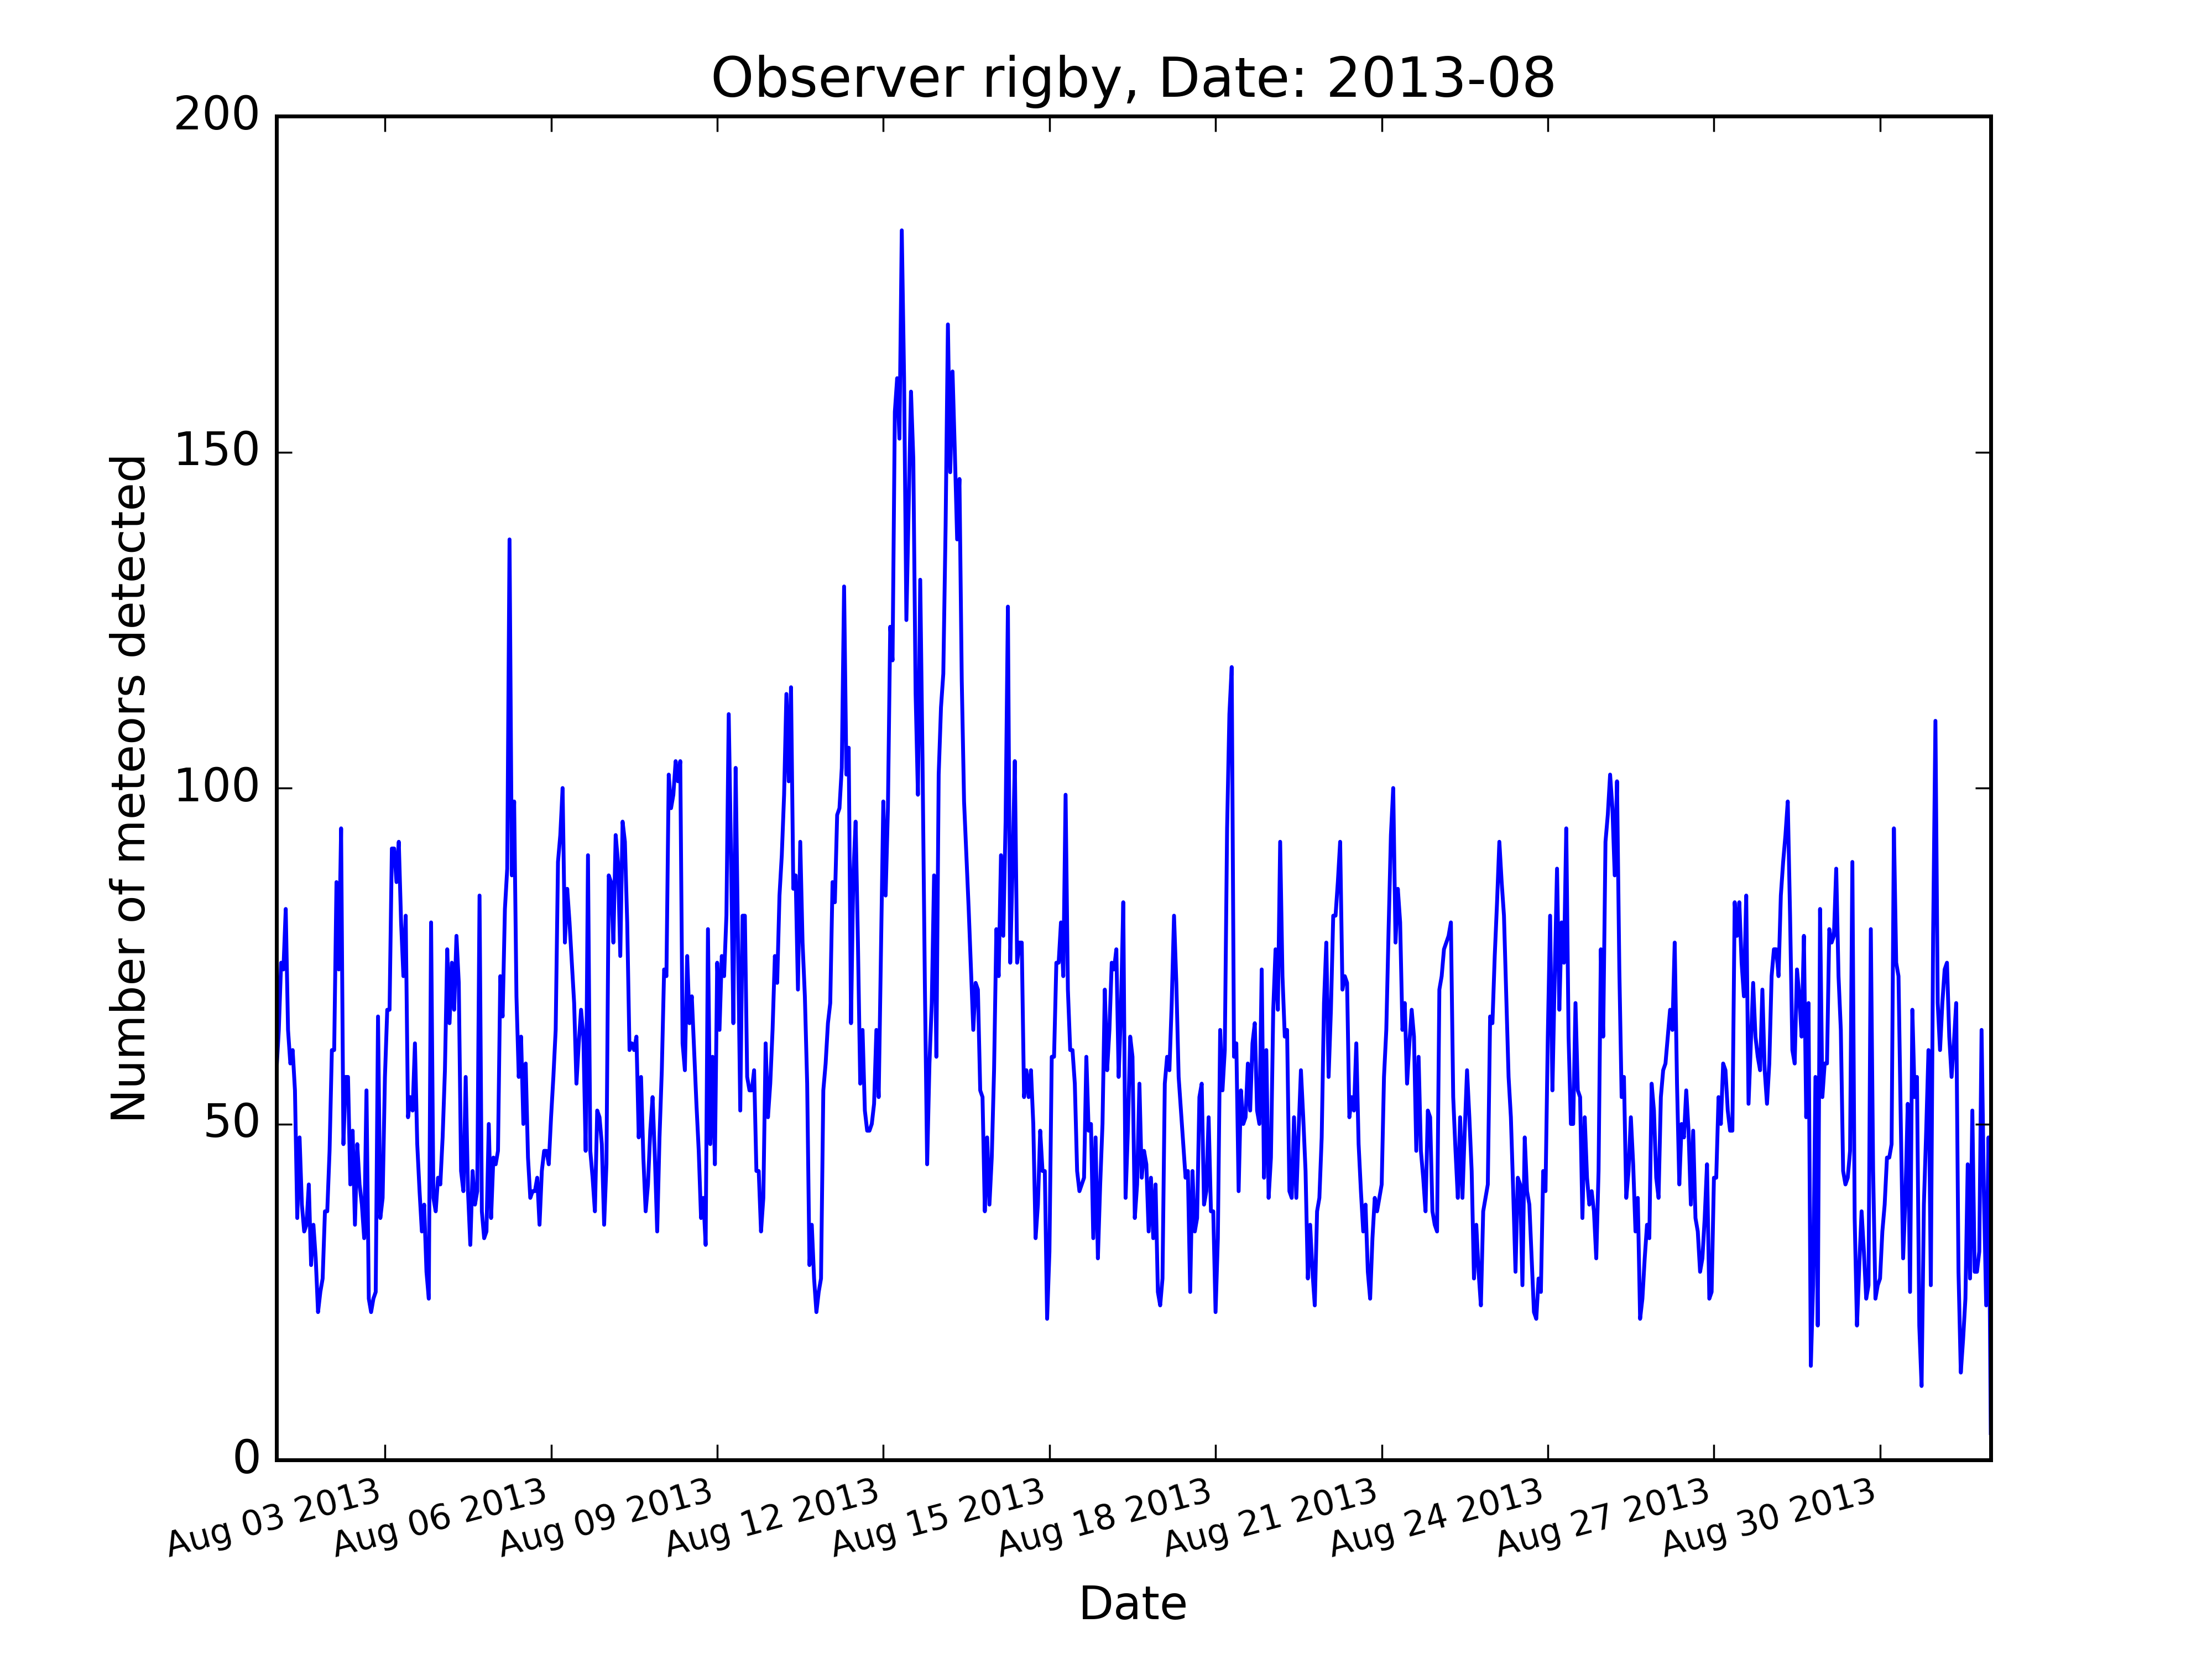 Observer rigby, Date: 2013-08
200
150
100
50
0
Number of meteors detected
Aug 03 2013
Aug 06 2013
Aug 09 2013
Aug 12 2013
Aug 15 2013
Aug 18 2013
Aug 21 2013
Aug 24 2013
Aug 27 2013
Aug 30 2013
Date